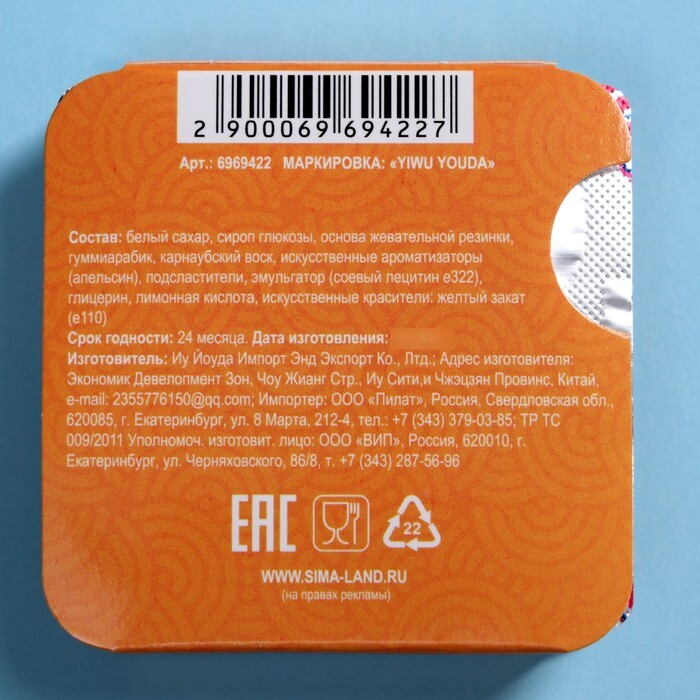 2 900069 694227
Арт.: 6969422 МАРКИРОВКА: «YIWU YOUDA»
Состав: белый сахар, сироп глюкозы, основа жевательной резинки,
гуммиарабик, карнаубский воск, искусственные ароматизаторы
(апельсин), подсластители, эмульгатор (соевый лецитин е322),
глицерин, лимонная кислота, искусственные красители: желтый закат
(е110)
Срок годности: 24 месяца. Дата изготовления:
Изготовитель: Иу Йоуда Импорт Энд Экспорт Ко., Лтд.; Адрес изготовителя:
Экономик Девелопмент Зон, Чоу Жианг Стр., Иу Сити,и Чжэцзян Провинс, Китай,
e-mail: 2355776150@qq.com; Импортер: ООО «Пилат», Россия, Свердловская обл.,
620085, г. Екатеринбург, ул. 8 Марта, 212-4, тел.: +7 (343) 379-03-85; ТР ТС
009/2011 Уполномоч. изготовит. лицо: ООО «ВИП», Россия, 620010, г.
Екатеринбург, ул. Черняховского, 86/8, т. +7 (343) 287-56-96
EAC 22
WWW.SIMA-LAND.RU
(на правах рекламы)